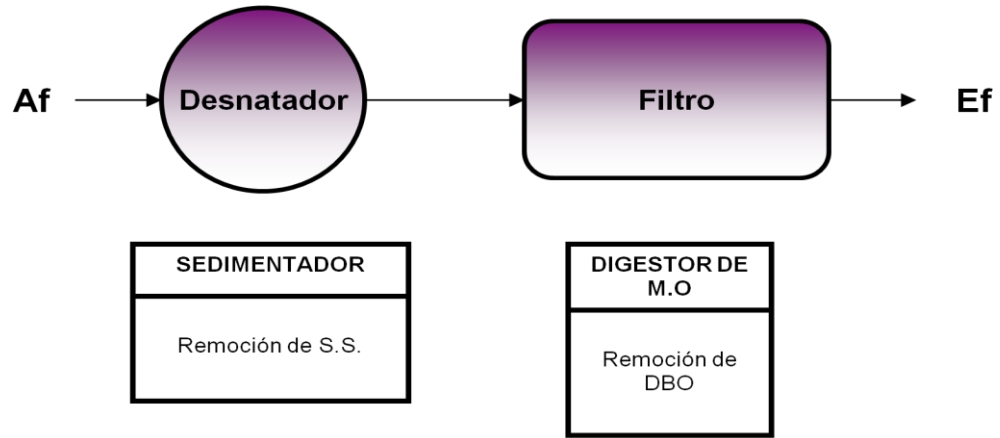 Af
Desnatador
Filtro
Ef
SEDIMENTADOR
Remoción de S.S.
DIGESTOR DE
M.O
Remoción de
DBO